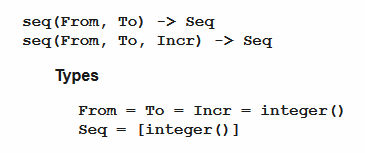 seq(From, To) -> Seq
seq(From, To, Incr) -> Seq
Types
From = To = Incr = integer()
Seq = [integer()]